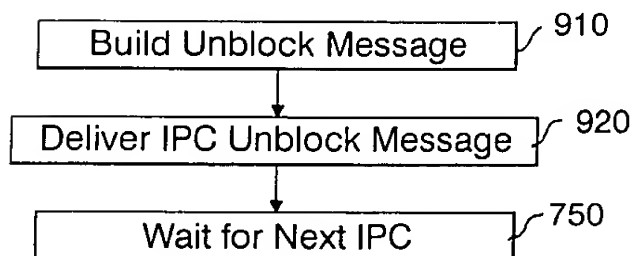 Build Unblock Message 910
Deliver IPC Unblock Message 920
Wait for Next IPC 750